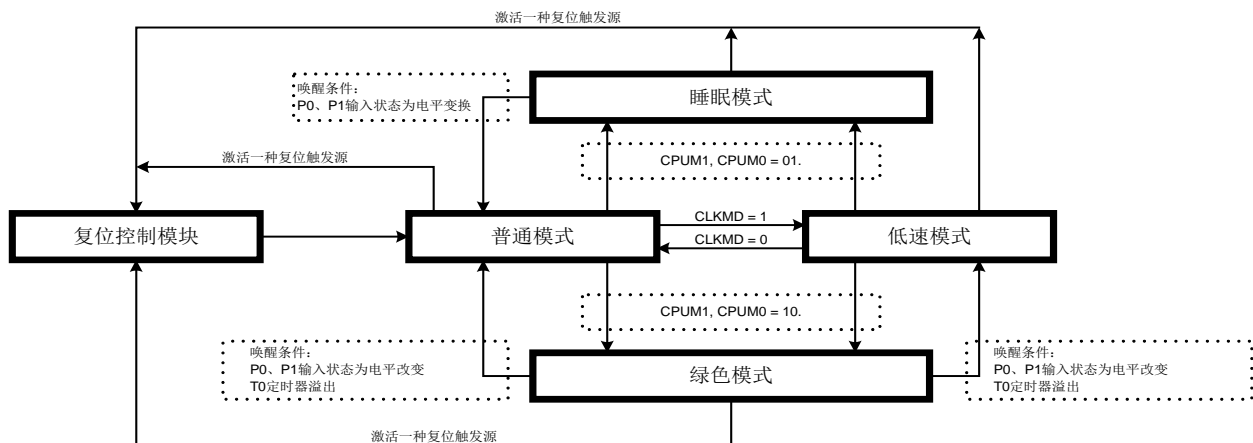 激活一种复位触发源
唤醒条件：
P0、P1输入状态为电平变换
睡眠模式
激活一种复位触发源
CPUM1, CPUM0 = 01.
复位控制模块
普通模式
CLKMD = 1
CLKMD = 0
低速模式
CPUM1, CPUM0 = 10.
唤醒条件：
P0、P1输入状态为电平改变
T0定时器溢出
绿色模式
唤醒条件：
P0、P1输入状态为电平改变
T0定时器溢出
激活一种复位触发源